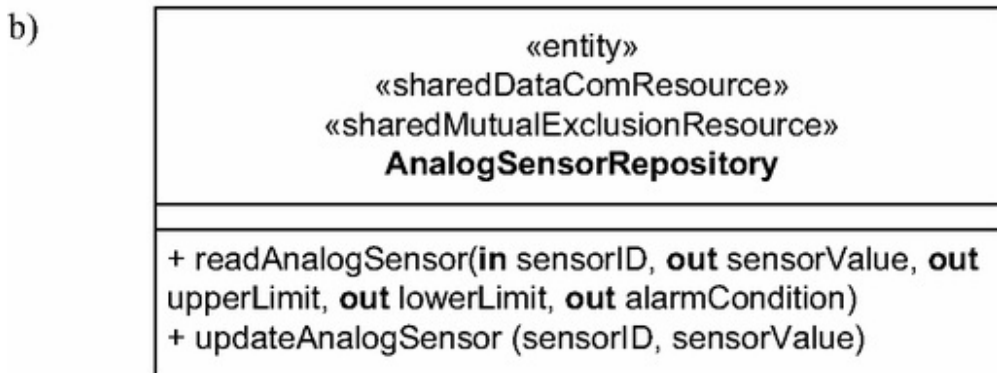 b)
«entity»
«sharedDataComResource»
«sharedMutualExclusionResource»
AnalogSensorRepository
+ readAnalogSensor(in sensorID, out sensorValue, out
upperLimit, out lowerLimit, out alarmCondition)
+ updateAnalogSensor (sensorID, sensorValue)